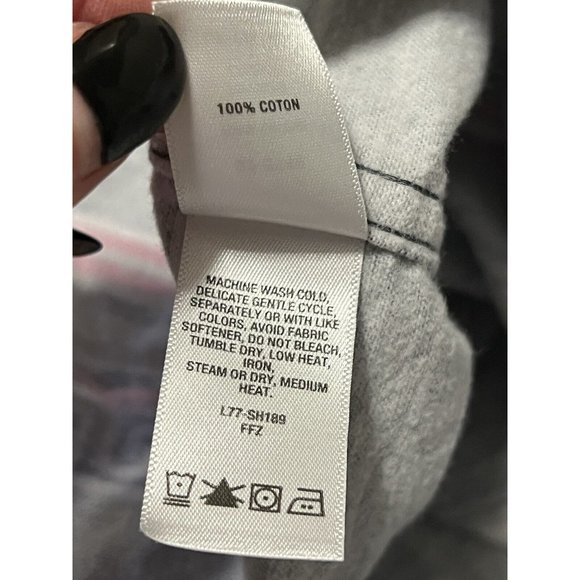 100% COTON
MACHINE WASH COLD,
DELICATE GENTLE CYCLE,
SEPARATELY OR WITH LIKE
COLORS, AVOID FABRIC
SOFTENER, DO NOT BLEACH,
TUMBLE DRY, LOW HEAT,
IRON,
STEAM OR DRY, MEDIUM
HEAT.
L77-SH189
FFZ